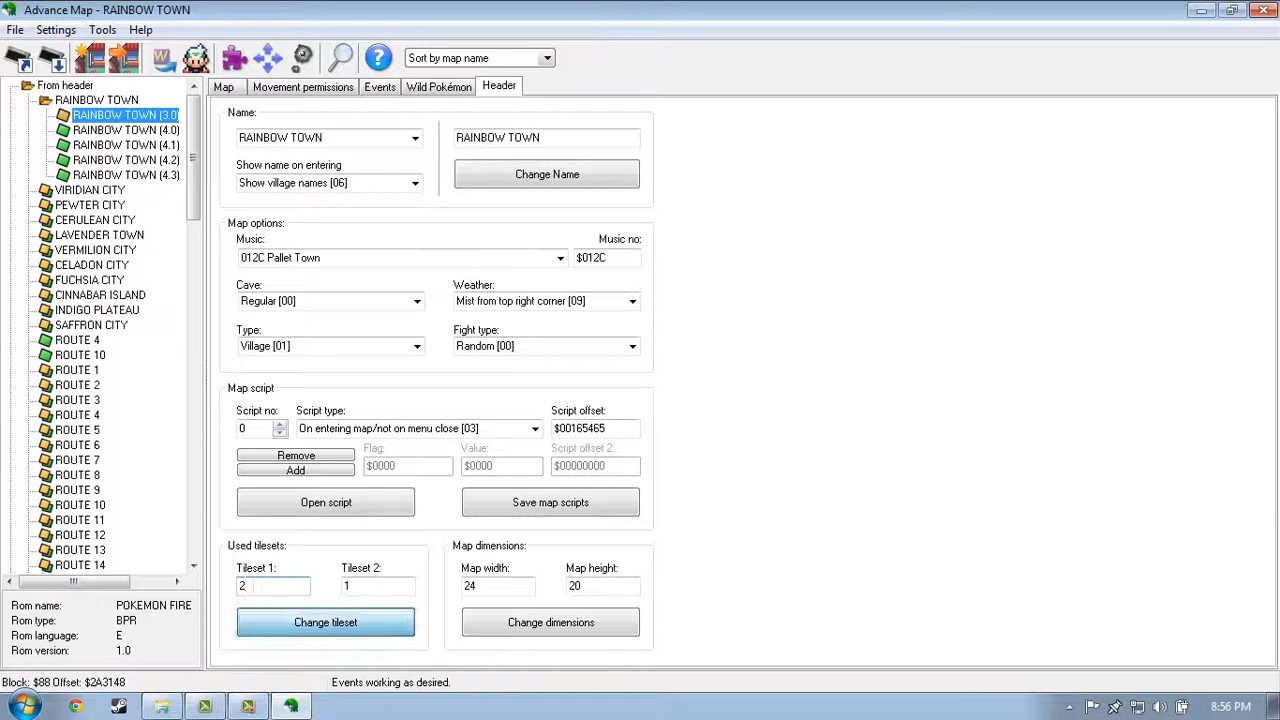 Advance Map - RAINBOW TOWN
File Settings Tools Help
Sort by map name
From header
RAINBOW TOWN
RAINBOW TOWN (3.0)
RAINBOW TOWN (4.0)
RAINBOW TOWN (4.1)
RAINBOW TOWN (4.2)
RAINBOW TOWN (4.3)
VIRIDIAN CITY
PEWTER CITY
CERULEAN CITY
LAVENDER TOWN
VERMILION CITY
CELADON CITY
FUCHSIA CITY
CINNABAR ISLAND
INDIGO PLATEAU
SAFFRON CITY
ROUTE 4
ROUTE 10
ROUTE 1
ROUTE 2
ROUTE 3
ROUTE 4
ROUTE 5
ROUTE 6
ROUTE 7
ROUTE 8
ROUTE 9
ROUTE 10
ROUTE 11
ROUTE 12
ROUTE 13
ROUTE 14
Rom name: POKEMON FIRE
Rom type: BPR
Rom language: E
Rom version: 1.0
Map Movement permissions Events Wild Pokémon Header
Name:
RAINBOW TOWN RAINBOW TOWN
Show name on entering
Show village names [06] Change Name
Map options:
Music: Music no:
012C Pallet Town $012C
Cave: Weather:
Regular [00] Mist from top right corner [09]
Type: Fight type:
Village [01] Random [00]
Map script
Script no: Script type: Script offset:
0 On entering map/not on menu close [03] $00165465
Remove Flag: Value: Script offset 2:
Add $0000 $0000 $00000000
Open script Save map scripts
Used tilesets: Map dimensions:
Tileset 1: Tileset 2: Map width: Map height:
2 1 24 20
Change tileset Change dimensions
Block: $88 Offset: $2A3148 Events working as desired.
8:56 PM